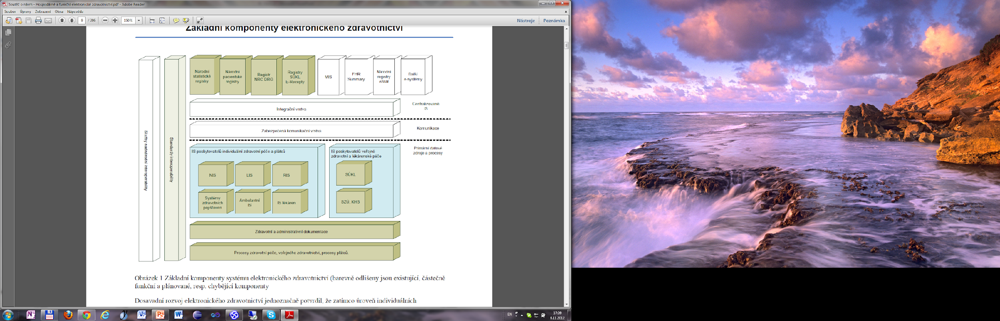 Soutěž o návrh - Hospodárné a funkční elektronické zdravotnictví.pdf - Adobe Reader
Soubor Úpravy Zobrazení Okna Nápověda
9 / 206 150% Nástroje Poznámka
Základní komponenty elektronického zdravotnictví
Služby nadnárodní interoperability
Standardy interoperability
Národní
statistické
registry
Národní
pacientské
registry
Registr
NRC DRG
Registry
SÚKL
E-Recepty
MIS
EHR
Summary
Národní
registry
eStát
Další
e-systémy
Integrační vrstva
Centralizované
IS
Zabezpečená komunikační vrstva
Komunikace
IS poskytovatelů individuální zdravotní péče a plátců
IS poskytovatelů veřejné
zdravotní a lékárenské péče
Primární datové
zdroje a procesy
NIS
LIS
RIS
SÚKL
Systémy
zdravotních
pojišťoven
Ambulantní
IS
IS lékáren
SZÚ, KHS
Zdravotní a administrativní dokumentace
Procesy zdravotní péče, veřejného zdravotnictví, procesy plátců.
Obrázek 1 Základní komponenty systému elektronického zdravotnictví (barevně odlišeny jsou existující, částečně
funkční a plánované, resp. chybějící komponenty
Dosavadní rozvoj elektronického zdravotnictví jednoznačně potvrdil, že zatímco úroveň individuálních
EN
17:09
6.11.2012